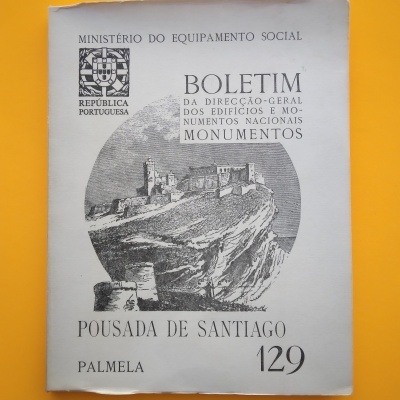 MINISTÉRIO DO EQUIPAMENTO SOCIAL
REPÚBLICA
PORTUGUESA
BOLETIM
DA DIRECÇÃO-GERAL
DOS EDIFÍCIOS E MO-
NUMENTOS NACIONAIS
MONUMENTOS
POUSADA DE SANTIAGO
PALMELA
129